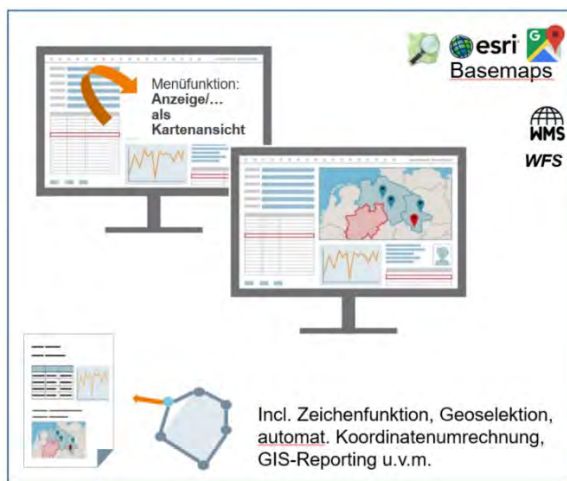 Menüfunktion:
Anzeige/...
als
Kartenansicht
esri
Basemaps
G
WMS
WFS
Incl. Zeichenfunktion, Geoselektion,
automat. Koordinatenumrechnung,
GIS-Reporting u.v.m.